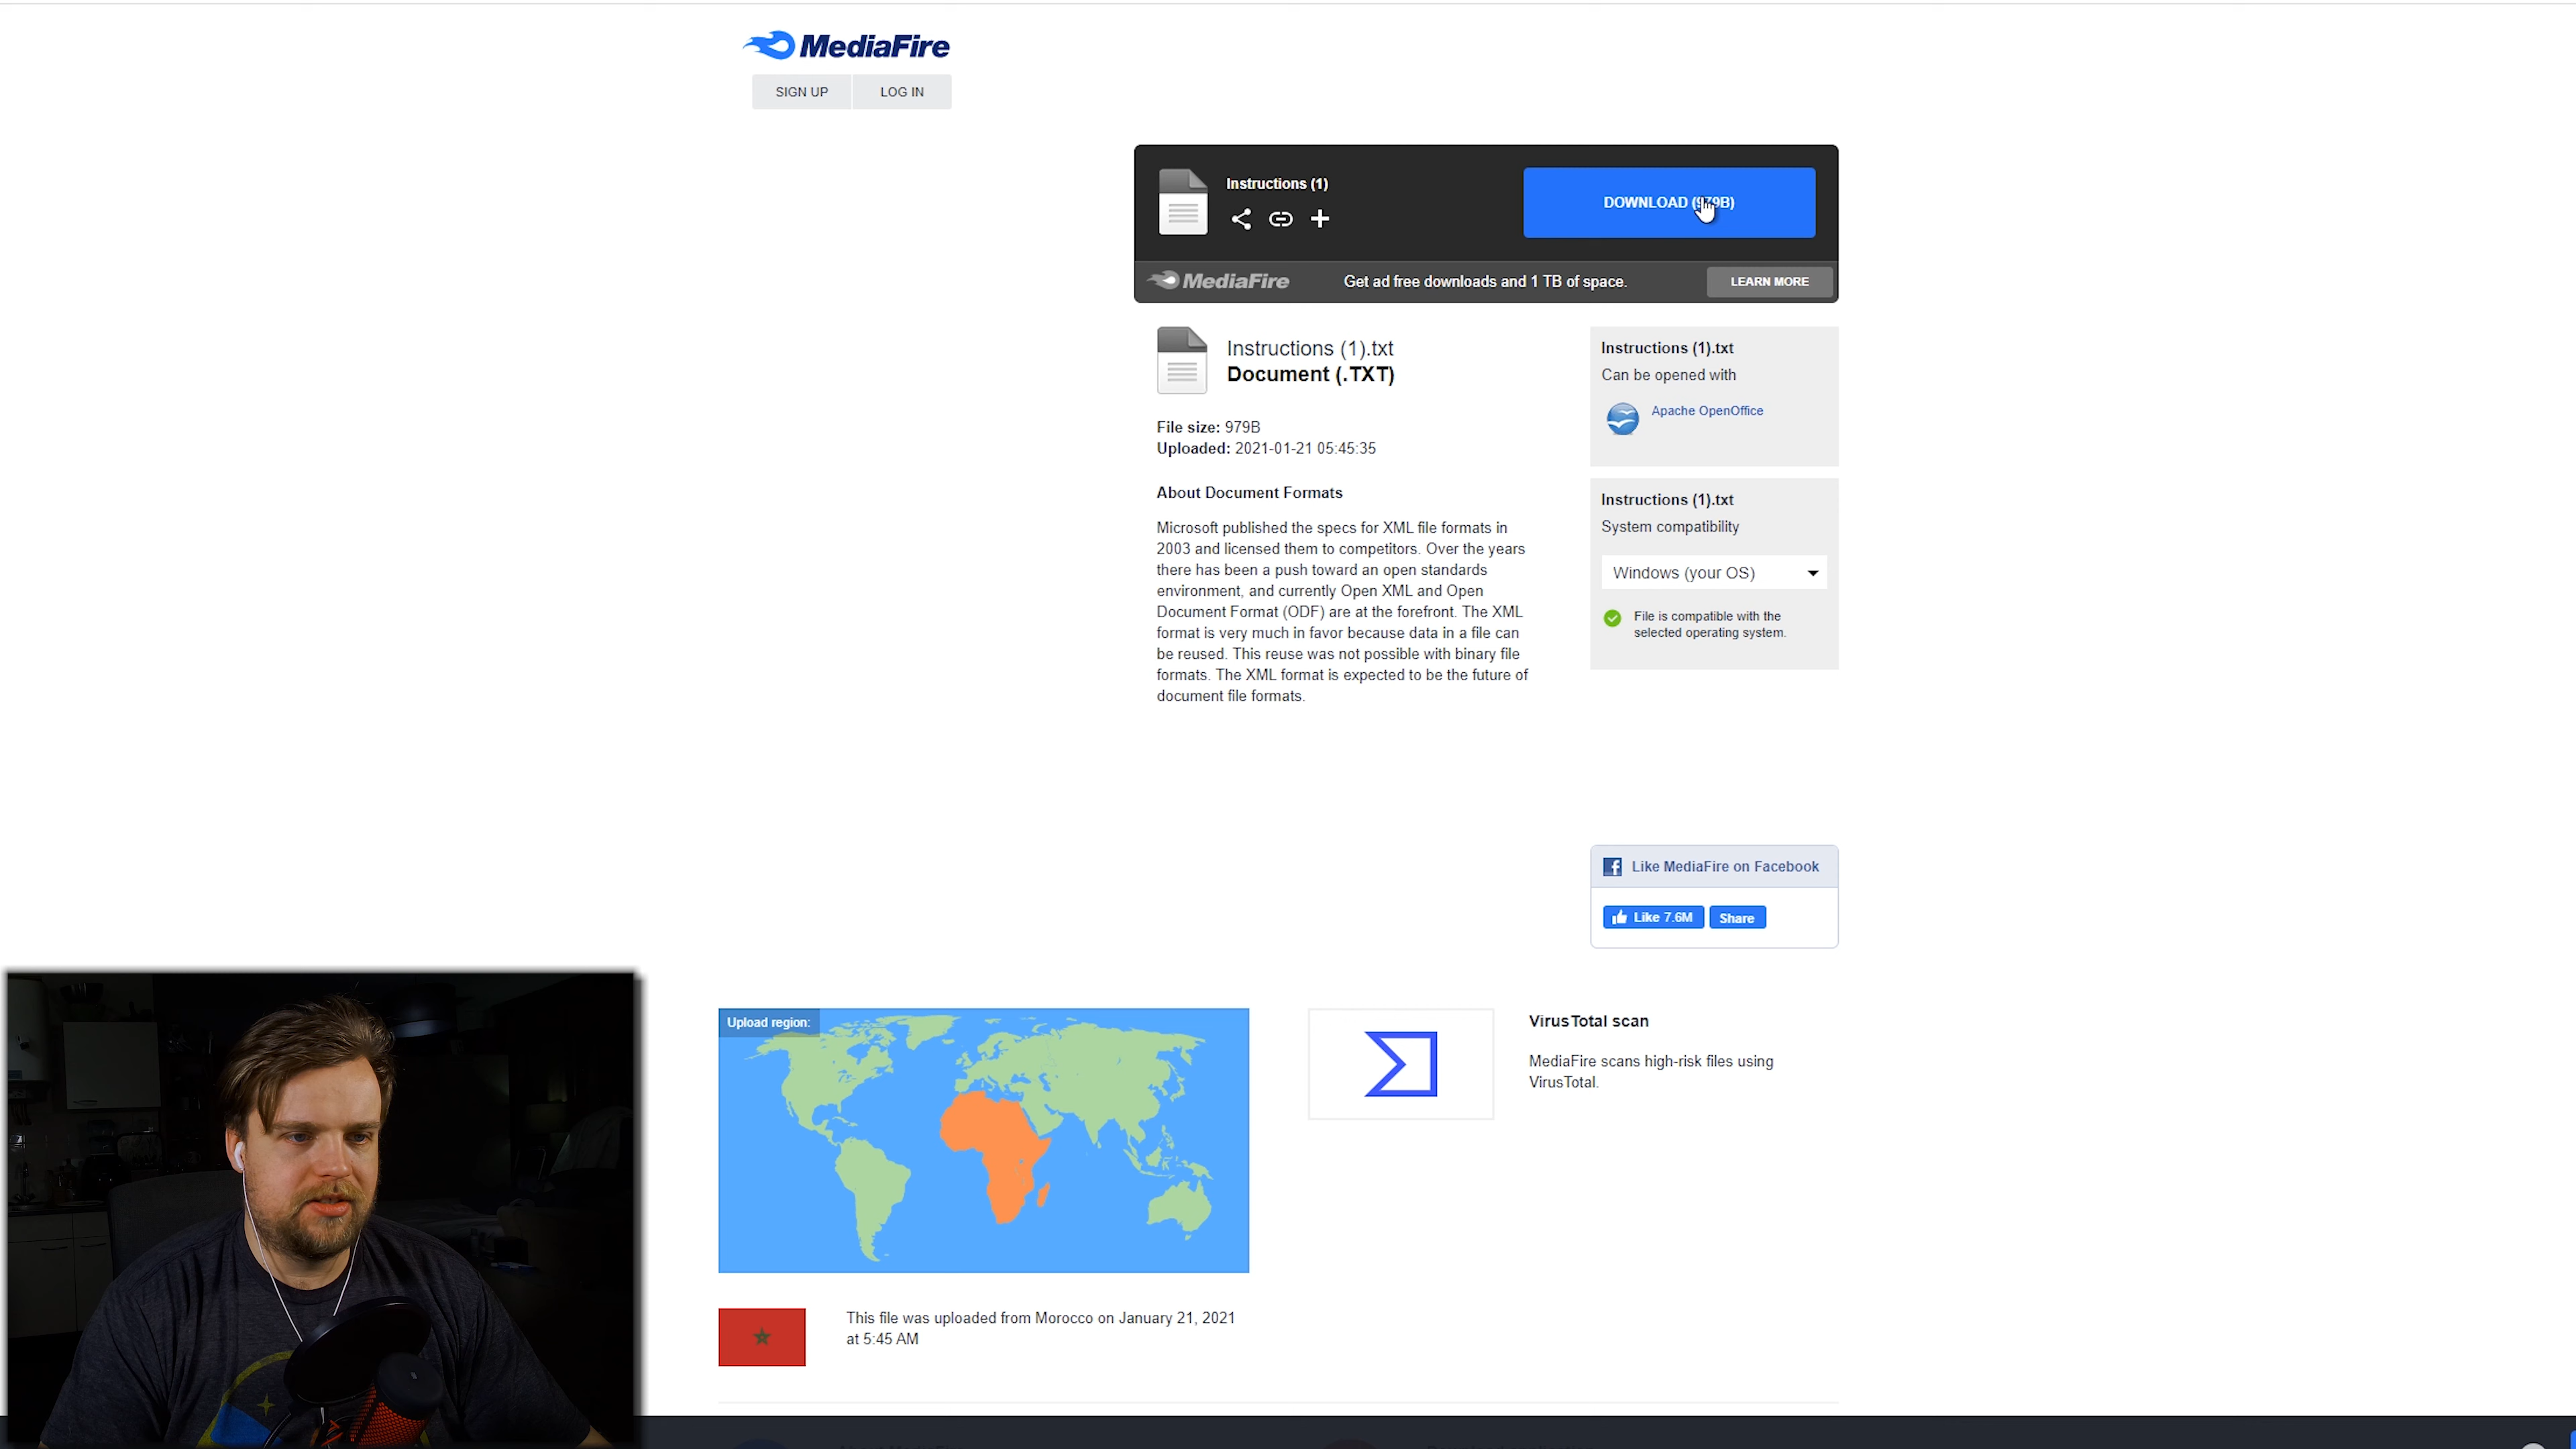 MediaFire
SIGN UP LOG IN
Instructions (1)
DOWNLOAD (979B)
MediaFire Get ad free downloads and 1 TB of space. LEARN MORE
Instructions (1).txt
Document (.TXT)
File size: 979B
Uploaded: 2021-01-21 05:45:35
About Document Formats
Microsoft published the specs for XML file formats in
2003 and licensed them to competitors. Over the years
there has been a push toward an open standards
environment, and currently Open XML and Open
Document Format (ODF) are at the forefront. The XML
format is very much in favor because data in a file can
be reused. This reuse was not possible with binary file
formats. The XML format is expected to be the future of
document file formats.
Instructions (1).txt
Can be opened with
Apache OpenOffice
Instructions (1).txt
System compatibility
Windows (your OS)
File is compatible with the
selected operating system.
Like MediaFire on Facebook
Like 7.6M Share
Upload region:
VirusTotal scan
MediaFire scans high-risk files using
VirusTotal.
This file was uploaded from Morocco on January 21, 2021
at 5:45 AM